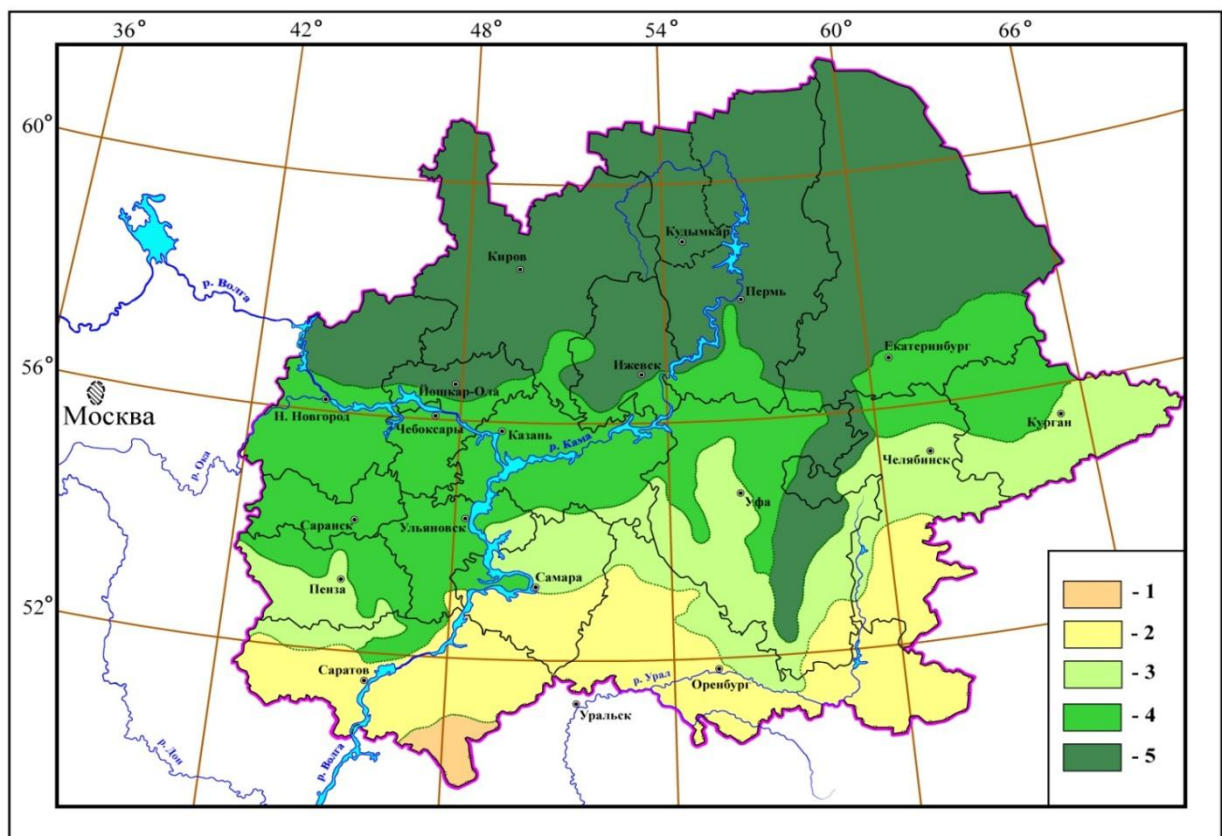 36°
42°
48°
54°
60°
66°
60°
56°
52°
Кудымкар
Киров
р. Волга
Пермь
Екатеринбург
Ижевск
Йошкар-Ола
Москва
Н. Новгород
Чебоксары
Казань
р. Кама
Курган
Челябинск
р. Ока
Уфа
Саранск
Ульяновск
Пенза
Самара
Саратов
р. Урал
Оренбург
Уральск
р. Дон
р. Волга
- 1
- 2
- 3
- 4
- 5